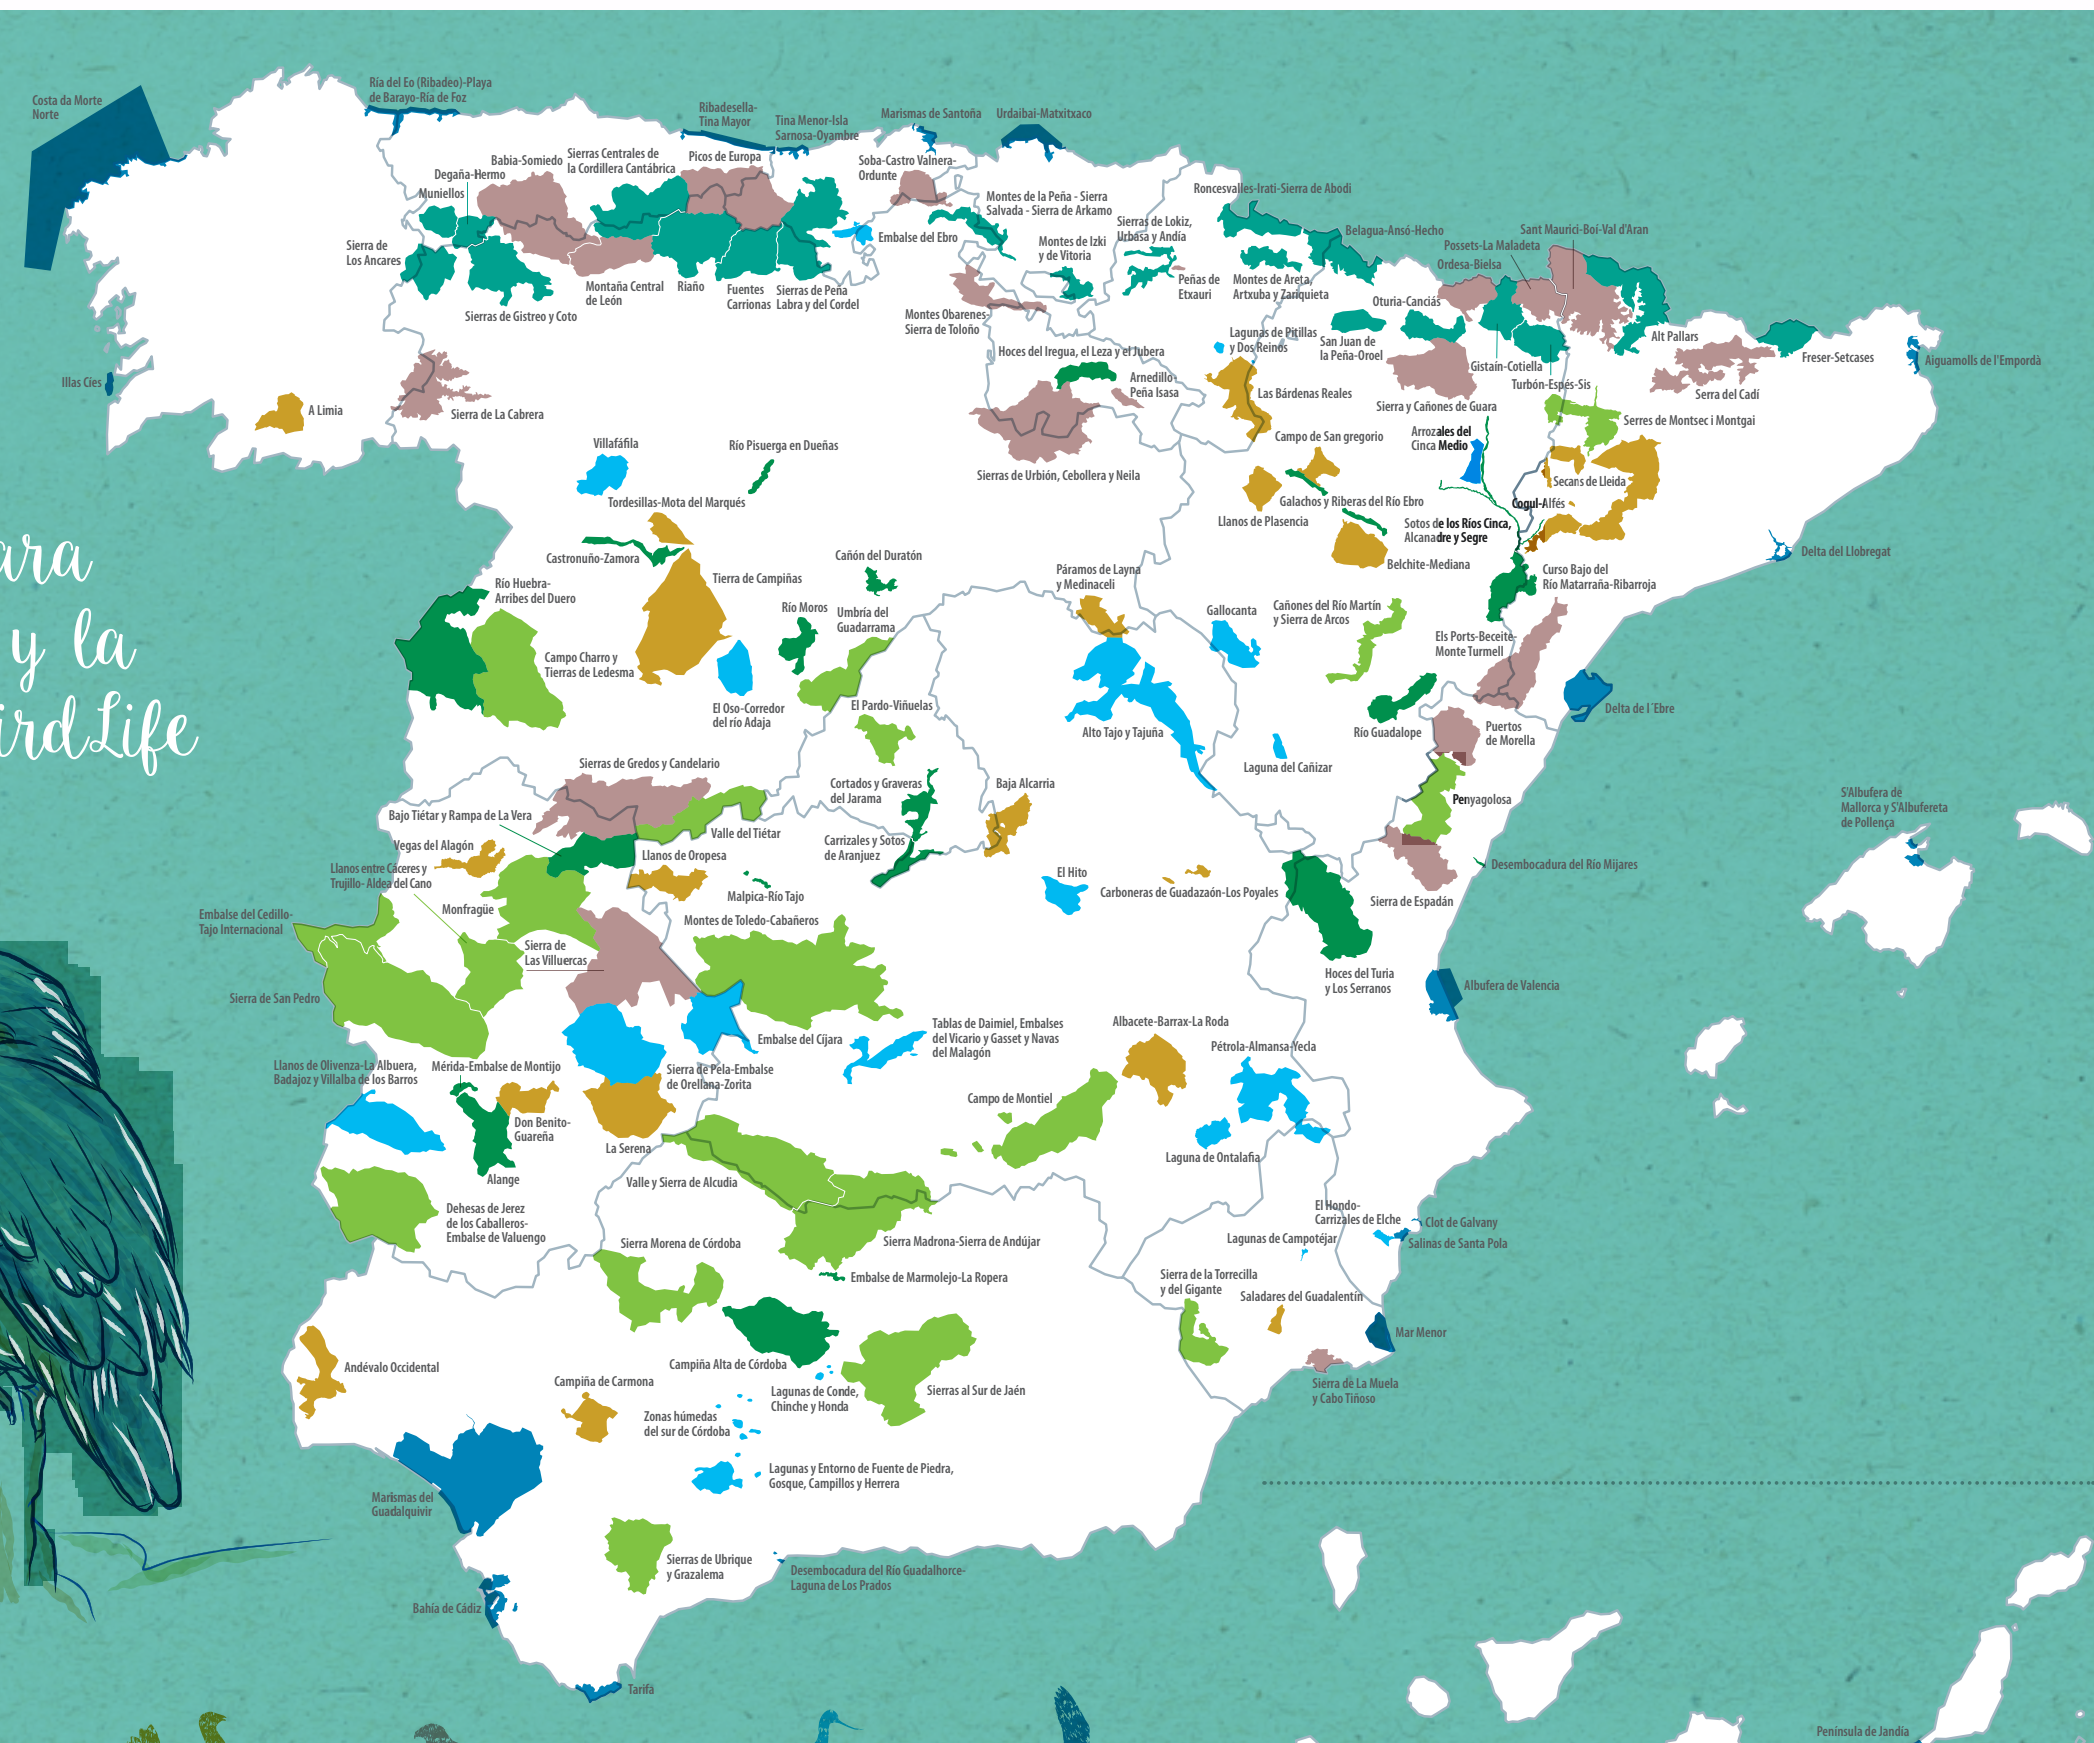 Costa da Morte
Norte
Ría del Eo (Ribadeo)-Playa
de Barayo-Ría de Foz
Ribadesella-
Tina Mayor
Tina Menor-Isla
Sarnosa-Oyambre
Marismas de Santoña
Urdaibai-Matxitxaco
Babia-Somiedo
Sierras Centrales de
la Cordillera Cantábrica
Picos de Europa
Soba-Castro Valnera-
Ordunte
Degaña-Hermo
Muniellos
Montes de la Peña - Sierra
Salvada - Sierra de Arkamo
Roncesvalles-Irati-Sierra de Abodi
Sierras de Lokiz,
Urbasa y Andía
Belagua-Ansó-Hecho
Sant Maurici-Boí-Val d'Aran
Possets-La Maladeta
Ordesa-Bielsa
Sierra de
Los Ancares
Embalse del Ebro
Montes de Izki
y de Vitoria
Peñas de
Etxauri
Montes de Areta,
Artxuba y Zariquieta
Sierras de Gistreo y Coto
Montaña Central
de León
Riaño
Fuentes
Carrionas
Sierras de Peña
Labra y del Cordel
Montes Obarenes-
Sierra de Toloño
Oturia-Canciás
Lagunas de Pitillas
y Dos Reinos
San Juan de
la Peña-Oroel
Alt Pallars
Freser-Setcases
Aiguamolls de l'Empordà
Hoces del Iregua, el Leza y el Jubera
Arnedillo-
Peña Isasa
Gistaín-Cotiella
Turbón-Espés-Sis
Serra del Cadí
Illas Cíes
A Limia
Sierra de La Cabrera
Las Bárdenas Reales
Sierra y Cañones de Guara
Serres de Montsec i Montgai
Villafáfila
Río Pisuerga en Dueñas
Sierras de Urbión, Cebollera y Neila
Campo de San gregorio
Arrozales del
Cinca Medio
Secans de Lleida
Tordesillas-Mota del Marqués
Galachos y Riberas del Río Ebro
Llanos de Plasencia
Cogul-Alfés
Sotos de los Ríos Cinca,
Alcanadre y Segre
ara
Castronuño-Zamora
Cañón del Duratón
Belchite-Mediana
Delta del Llobregat
Río Huebra-
Arribes del Duero
Tierra de Campiñas
Páramos de Layna
y Medinaceli
Curso Bajo del
Río Matarraña-Ribarroja
Río Moros
Umbría del
Guadarrama
Gallocanta
Cañones del Río Martín
y Sierra de Arcos
y la
Campo Charro y
Tierras de Ledesma
Els Ports-Beceite-
Monte Turmell
El Oso-Corredor
del río Adaja
El Pardo-Viñuelas
Alto Tajo y Tajuña
Río Guadalope
Puertos
de Morella
Delta de l´Ebre
irdLife
Sierras de Gredos y Candelario
Laguna del Cañizar
Cortados y Graveras
del Jarama
Baja Alcarria
Penyagolosa
S'Albufera de
Mallorca y S'Albufereta
de Pollença
Bajo Tiétar y Rampa de La Vera
Valle del Tiétar
Carrizales y Sotos
de Aranjuez
Vegas del Alagón
Llanos de Oropesa
Llanos entre Cáceres y
Trujillo- Aldea del Cano
Malpica-Río Tajo
El Hito
Carboneras de Guadazaón-Los Poyales
Desembocadura del Río Mijares
Sierra de Espadán
Embalse del Cedillo-
Tajo Internacional
Monfragüe
Montes de Toledo-Cabañeros
Sierra de
Las Villuercas
Hoces del Turia
y Los Serranos
Albufera de Valencia
Sierra de San Pedro
Embalse del Cíjara
Tablas de Daimiel, Embalses
del Vicario y Gasset y Navas
del Malagón
Albacete-Barrax-La Roda
Pétrola-Almansa-Yecla
Llanos de Olivenza-La Albuera,
Badajoz y Villalba de los Barros
Mérida-Embalse de Montijo
Sierra de Pela-Embalse
de Orellana-Zorita
Campo de Montiel
Don Benito-
Guareña
La Serena
Laguna de Ontalafia
Alange
Valle y Sierra de Alcudia
Dehesas de Jerez
de los Caballeros-
Embalse de Valuengo
Sierra Morena de Córdoba
Sierra Madrona-Sierra de Andújar
El Hondo-
Carrizales de Elche
Clot de Galvany
Lagunas de Campotéjar
Salinas de Santa Pola
Embalse de Marmolejo-La Ropera
Sierra de la Torrecilla
y del Gigante
Saladares del Guadalentín
Mar Menor
Andévalo Occidental
Campiña Alta de Córdoba
Campiña de Carmona
Lagunas de Conde,
Chinche y Honda
Sierras al Sur de Jaén
Sierra de La Muela
y Cabo Tiñoso
Zonas húmedas
del sur de Córdoba
Marismas del
Guadalquivir
Lagunas y Entorno de Fuente de Piedra,
Gosque, Campillos y Herrera
Sierras de Ubrique
y Grazalema
Desembocadura del Río Guadalhorce-
Laguna de Los Prados
Bahía de Cádiz
Tarifa
Península de Jandía